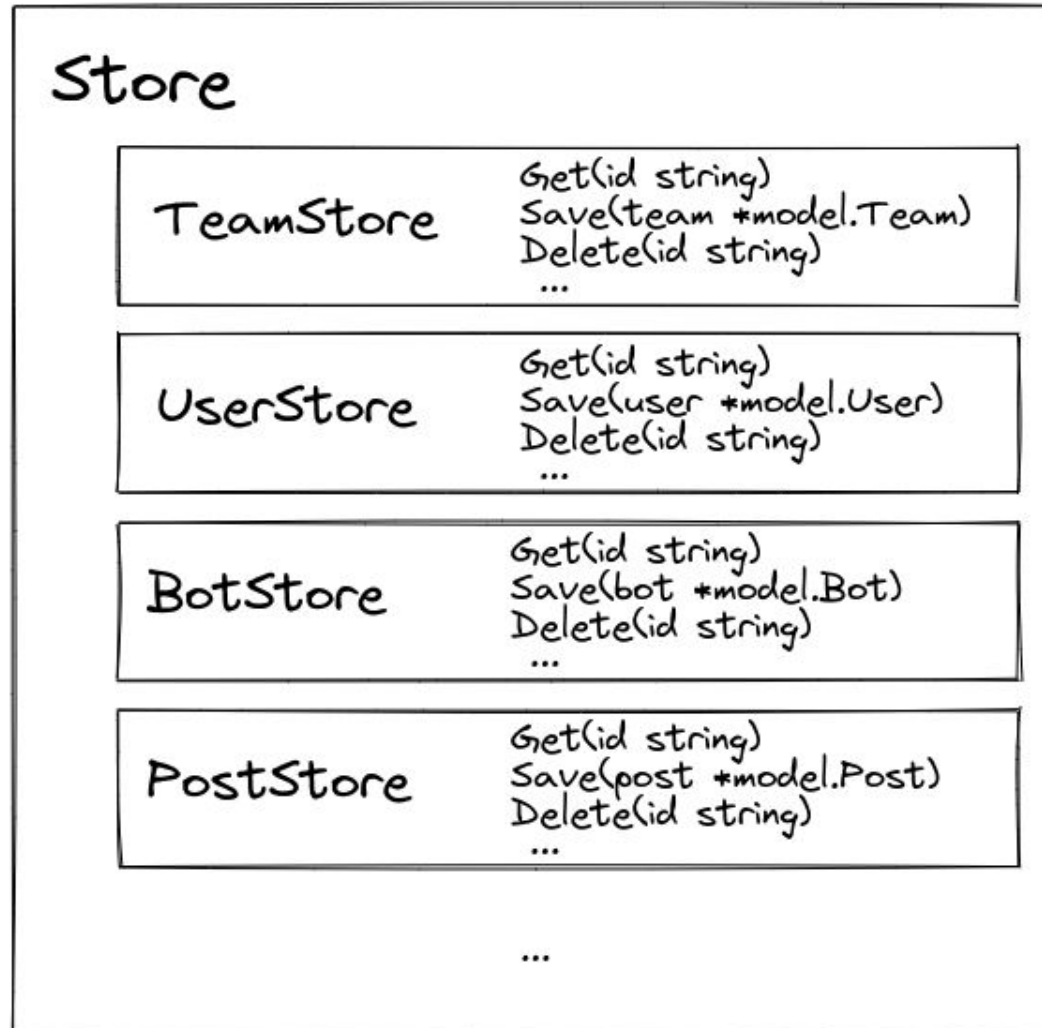 Store
TeamStore
Get(id string)
Save(team *model.Team)
Delete(id string)
...
UserStore
Get(id string)
Save(user *model.User)
Delete(id string)
...
BotStore
Get(id string)
Save(bot *model.Bot)
Delete(id string)
...
PostStore
Get(id string)
Save(post *model.Post)
Delete(id string)
...
...